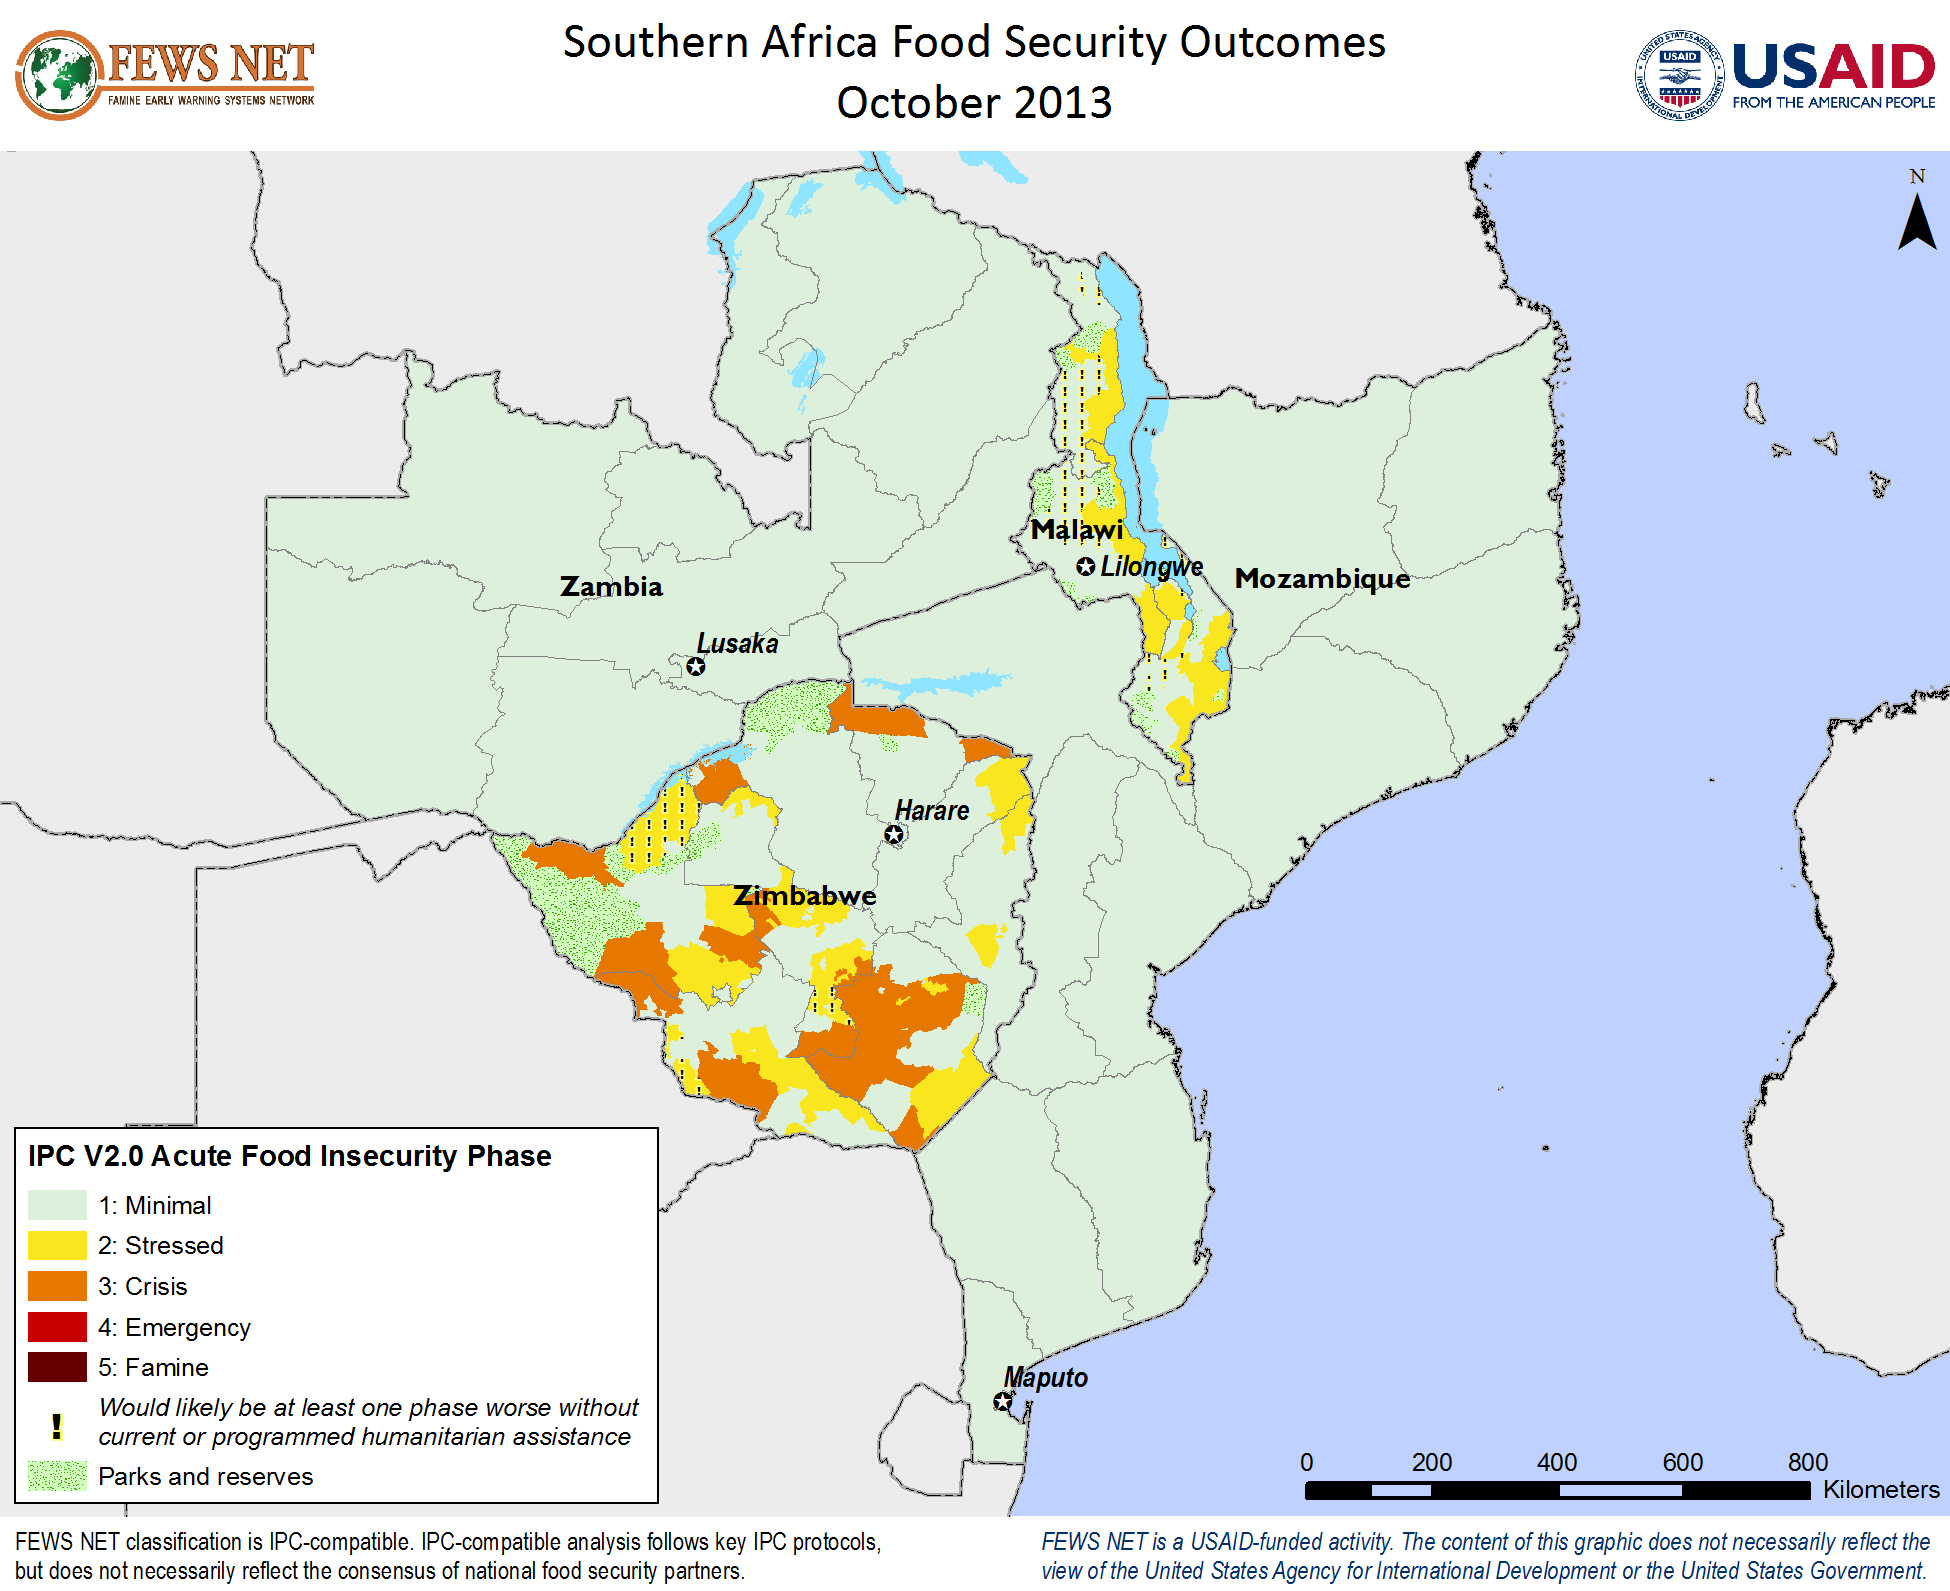 FEWS NET
FAMINE EARLY WARNING SYSTEMS NETWORK
Southern Africa Food Security Outcomes
October 2013
UNITED STATES AGENCY
USAID
INTERNATIONAL DEVELOPMENT
USAID
FROM THE AMERICAN PEOPLE
N
Malawi
Lilongwe
Mozambique
Zambia
Lusaka
Harare
Zimbabwe
Maputo
IPC V2.0 Acute Food Insecurity Phase
1: Minimal
2: Stressed
3: Crisis
4: Emergency
5: Famine
! Would likely be at least one phase worse without
current or programmed humanitarian assistance
Parks and reserves
0 200 400 600 800
Kilometers
FEWS NET classification is IPC-compatible. IPC-compatible analysis follows key IPC protocols,
but does not necessarily reflect the consensus of national food security partners.
FEWS NET is a USAID-funded activity. The content of this graphic does not necessarily reflect the
view of the United States Agency for International Development or the United States Government.